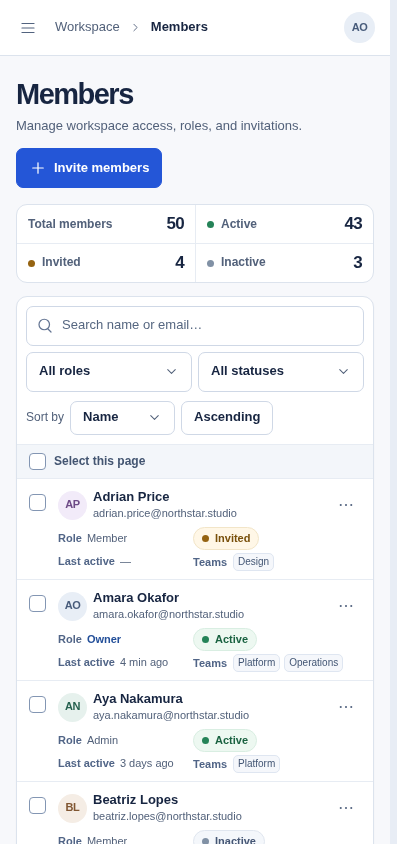 Workspace > Members AO
Members
Manage workspace access, roles, and invitations.
Invite members
Total members 50 Active 43
Invited 4 Inactive 3
Search name or email…
All roles All statuses
Sort by Name Ascending
Select this page
AP Adrian Price ...
adrian.price@northstar.studio
Role Member Invited
Last active — Teams Design
AO Amara Okafor ...
amara.okafor@northstar.studio
Role Owner Active
Last active 4 min ago Teams Platform Operations
AN Aya Nakamura ...
aya.nakamura@northstar.studio
Role Admin Active
Last active 3 days ago Teams Platform
BL Beatriz Lopes ...
beatriz.lopes@northstar.studio
Role Member Inactive